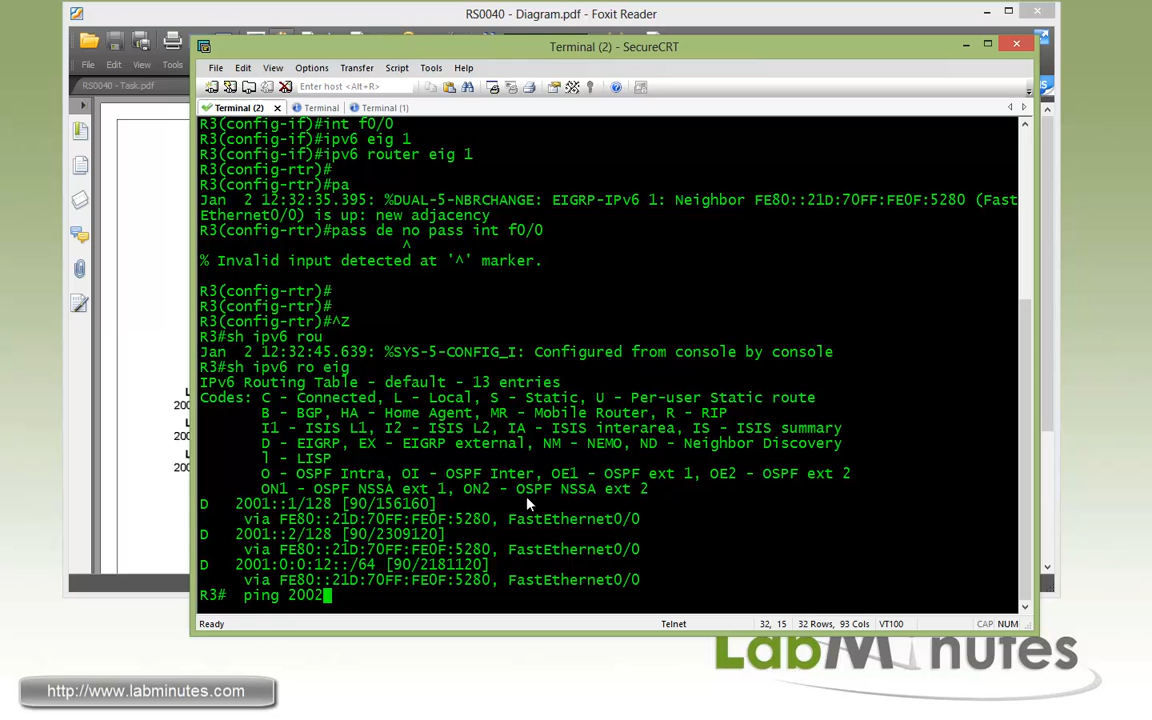 RS0040 - Diagram.pdf - Foxit Reader
File Edit View Tools
RS0040 - Task.pdf
Terminal (2) - SecureCRT
File Edit View Options Transfer Script Tools Help
Enter host <Alt+R>
Terminal (2) Terminal Terminal (1)
R3(config-if)#int f0/0
R3(config-if)#ipv6 eig 1
R3(config-if)#ipv6 router eig 1
R3(config-rtr)#
R3(config-rtr)#pa
Jan  2 12:32:35.395: %DUAL-5-NBRCHANGE: EIGRP-IPv6 1: Neighbor FE80::21D:70FF:FE0F:5280 (Fast
Ethernet0/0) is up: new adjacency
R3(config-rtr)#pass de no pass int f0/0
^
% Invalid input detected at '^' marker.
R3(config-rtr)#
R3(config-rtr)#
R3(config-rtr)#^Z
R3#sh ipv6 rou
Jan  2 12:32:45.639: %SYS-5-CONFIG_I: Configured from console by console
R3#sh ipv6 ro eig
IPv6 Routing Table - default - 13 entries
Codes: C - Connected, L - Local, S - Static, U - Per-user Static route
B - BGP, HA - Home Agent, MR - Mobile Router, R - RIP
I1 - ISIS L1, I2 - ISIS L2, IA - ISIS interarea, IS - ISIS summary
D - EIGRP, EX - EIGRP external, NM - NEMO, ND - Neighbor Discovery
l - LISP
O - OSPF Intra, OI - OSPF Inter, OE1 - OSPF ext 1, OE2 - OSPF ext 2
ON1 - OSPF NSSA ext 1, ON2 - OSPF NSSA ext 2
D   2001::1/128 [90/156160]
via FE80::21D:70FF:FE0F:5280, FastEthernet0/0
D   2001::2/128 [90/2309120]
via FE80::21D:70FF:FE0F:5280, FastEthernet0/0
D   2001:0:0:12::/64 [90/2181120]
via FE80::21D:70FF:FE0F:5280, FastEthernet0/0
R3#  ping 2002
Ready Telnet 32, 15 32 Rows, 93 Cols VT100 CAP NUM
LabMinutes
http://www.labminutes.com